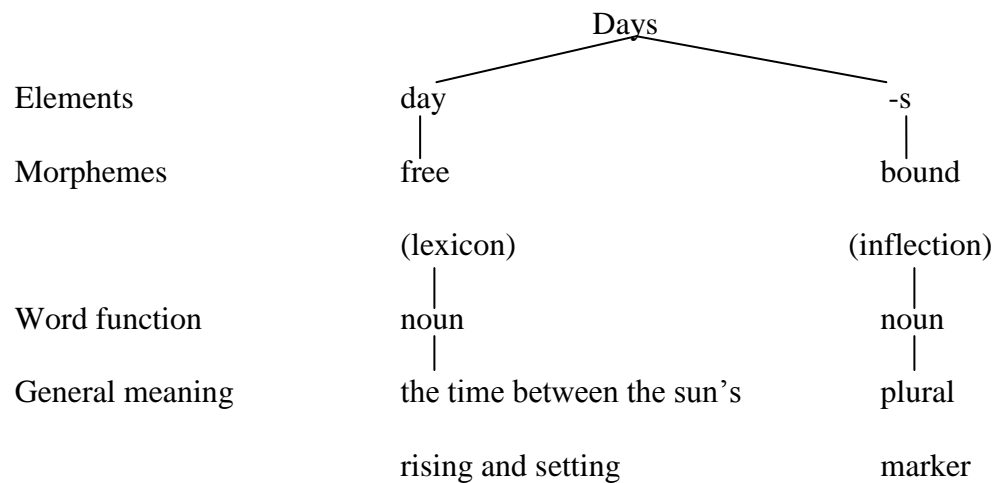 Days
Elements day -s
Morphemes free bound
(lexicon) (inflection)
Word function noun noun
General meaning the time between the sun’s plural
rising and setting marker